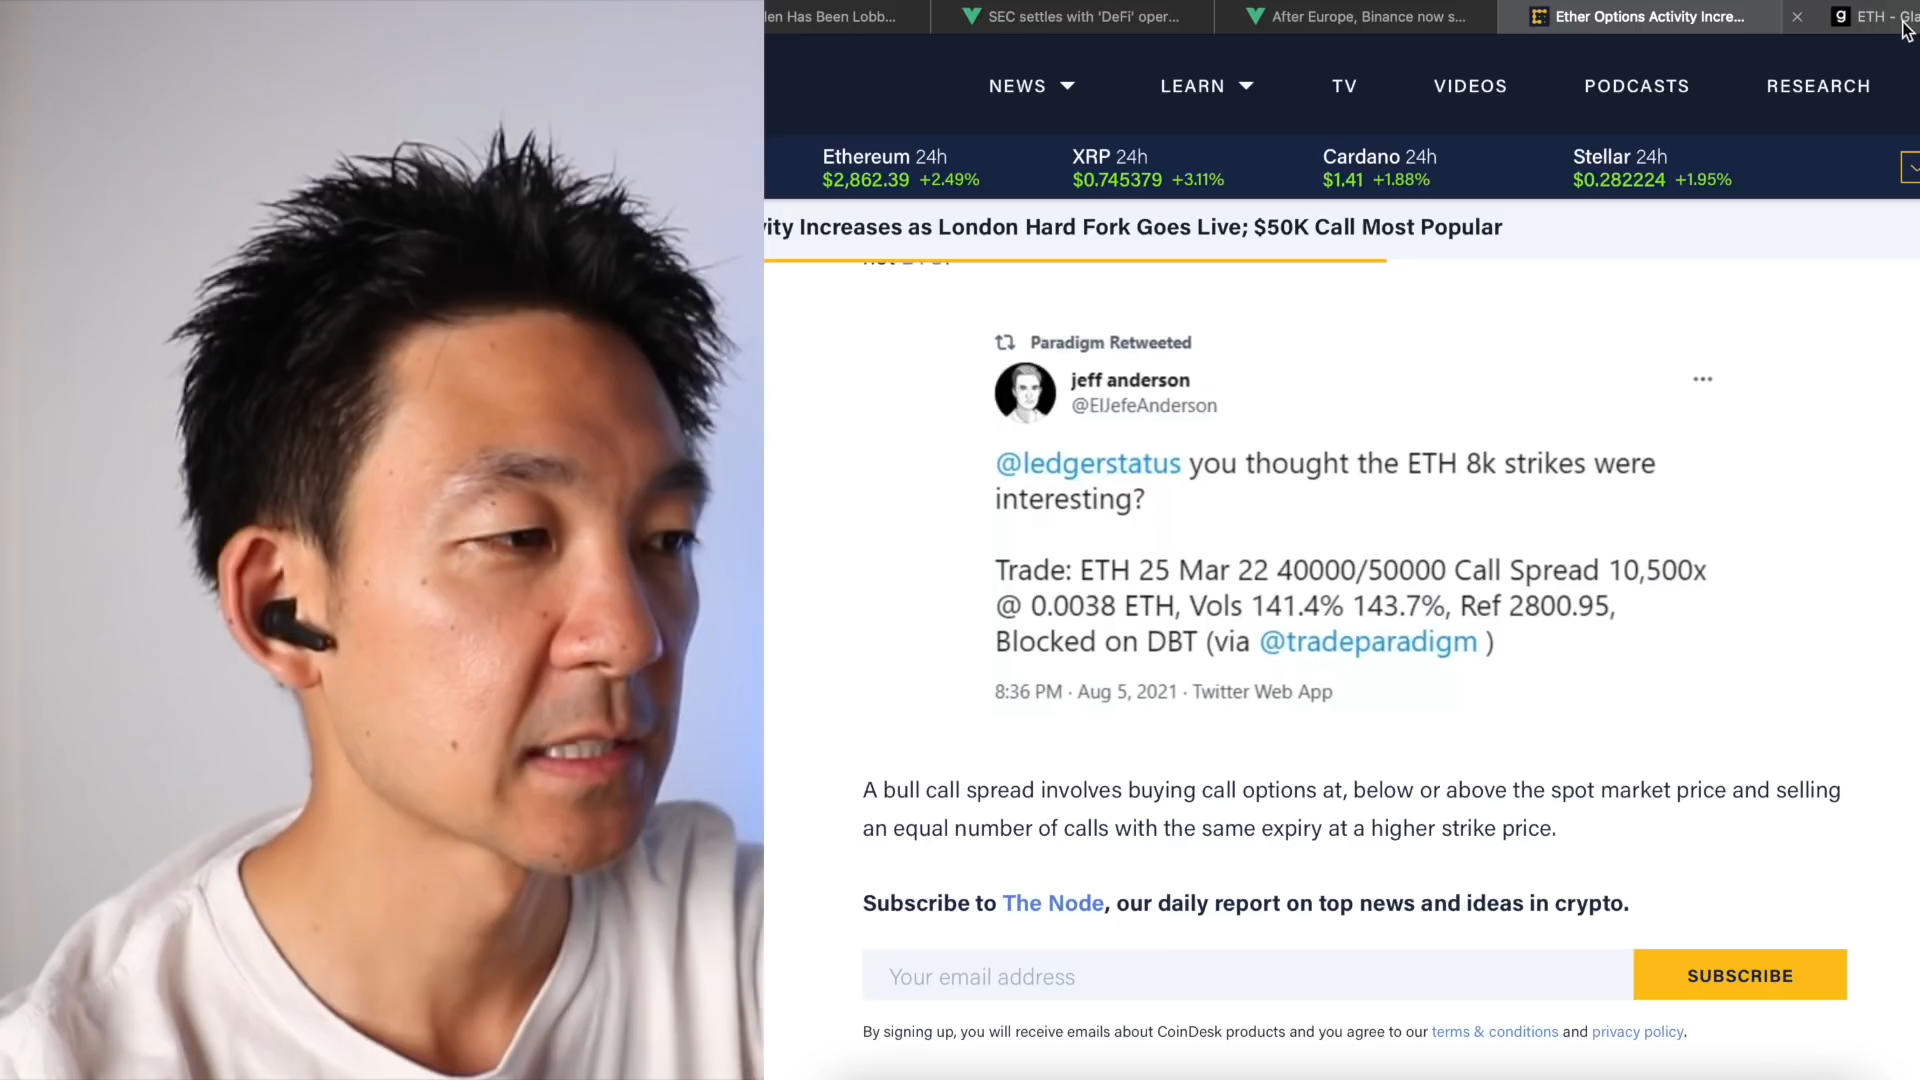 len Has Been Lobb...
SEC settles with 'DeFi' oper...
After Europe, Binance now s...
Ether Options Activity Incre...
g ETH - Gla
NEWS
LEARN
TV
VIDEOS
PODCASTS
RESEARCH
Ethereum 24h
$2,862.39 +2.49%
XRP 24h
$0.745379 +3.11%
Cardano 24h
$1.41 +1.88%
Stellar 24h
$0.282224 +1.95%
vity Increases as London Hard Fork Goes Live; $50K Call Most Popular
Paradigm Retweeted
jeff anderson
@ElJefeAnderson
@ledgerstatus you thought the ETH 8k strikes were
interesting?
Trade: ETH 25 Mar 22 40000/50000 Call Spread 10,500x
@ 0.0038 ETH, Vols 141.4% 143.7%, Ref 2800.95,
Blocked on DBT (via @tradeparadigm )
8:36 PM · Aug 5, 2021 · Twitter Web App
A bull call spread involves buying call options at, below or above the spot market price and selling
an equal number of calls with the same expiry at a higher strike price.
Subscribe to The Node, our daily report on top news and ideas in crypto.
Your email address
SUBSCRIBE
By signing up, you will receive emails about CoinDesk products and you agree to our terms & conditions and privacy policy.